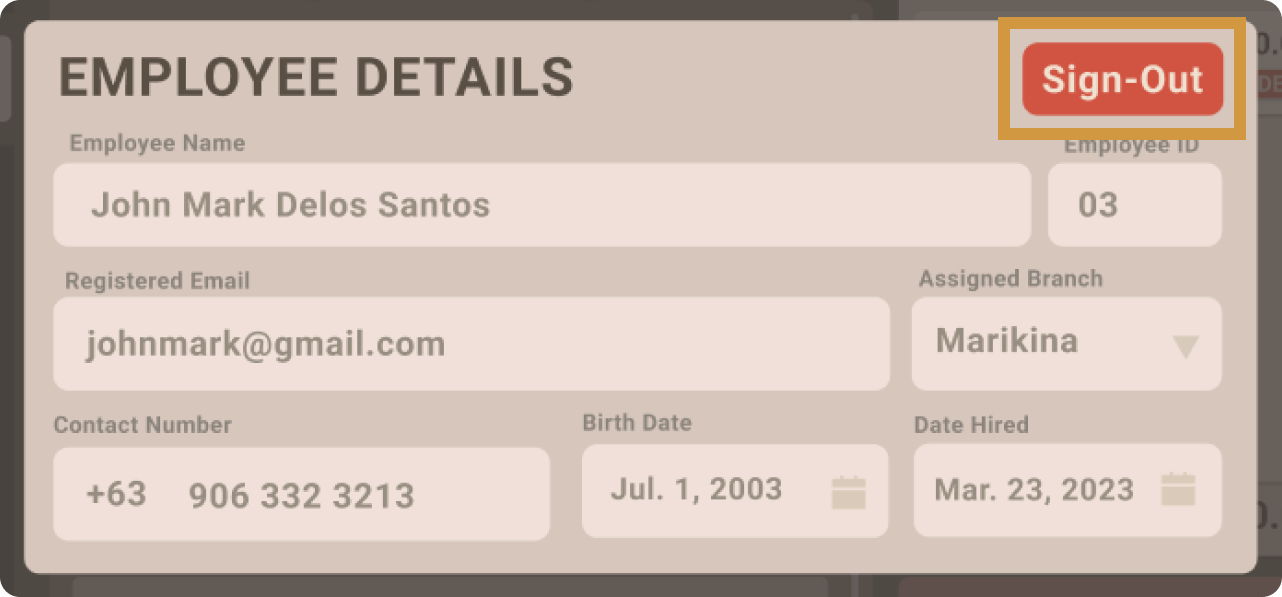 EMPLOYEE DETAILS
Sign-Out
Employee Name
Employee ID
John Mark Delos Santos
03
Registered Email
Assigned Branch
johnmark@gmail.com
Marikina
Contact Number
Birth Date
Date Hired
+63 906 332 3213
Jul. 1, 2003
Mar. 23, 2023